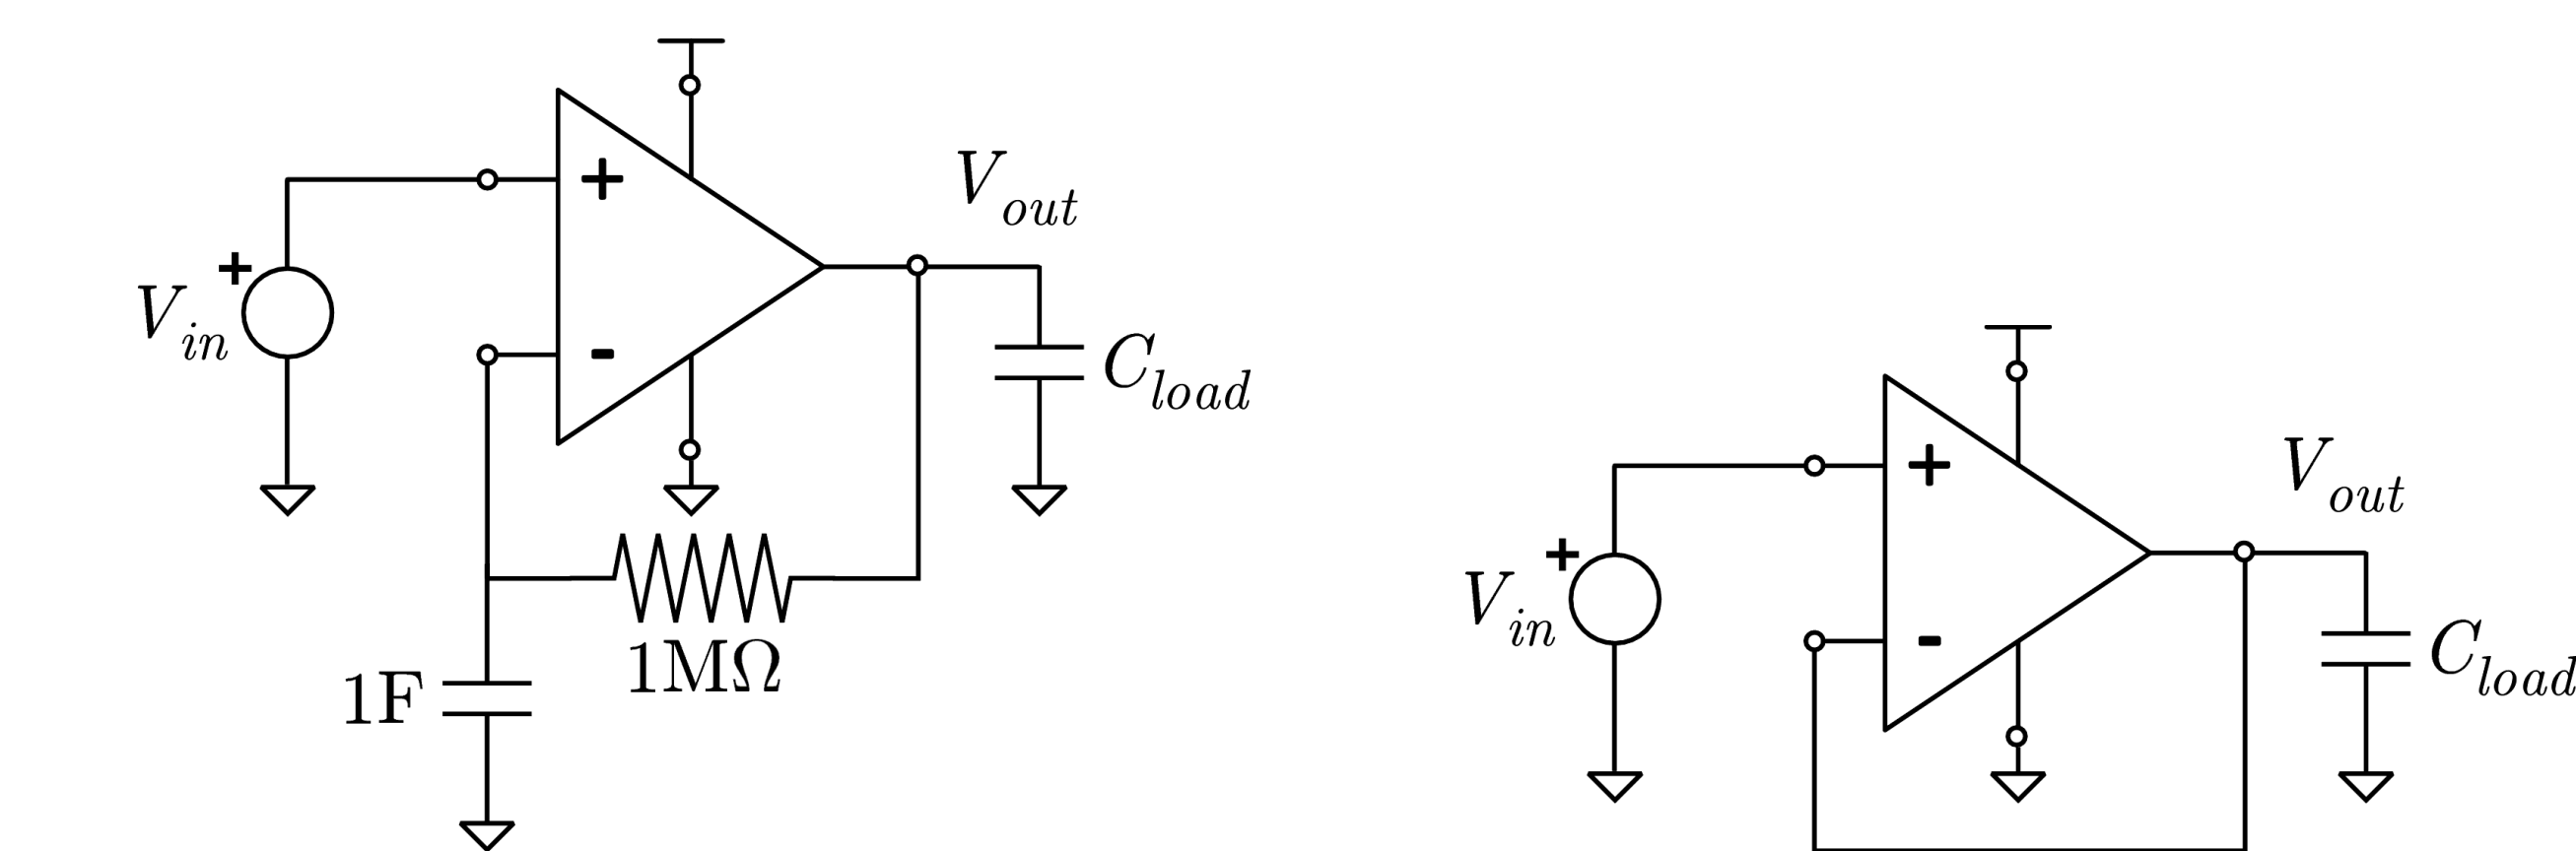 +
V_out
+
V_in
-
C_load
1MΩ
1F
+
V_out
+
V_in
-
C_load